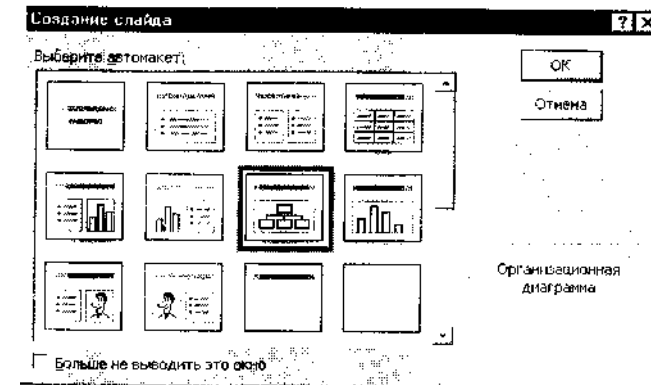 Создание слайда
Выберите автомакет:
ОК
Отмена
Организационная
диаграмма
Больше не выводить это окно